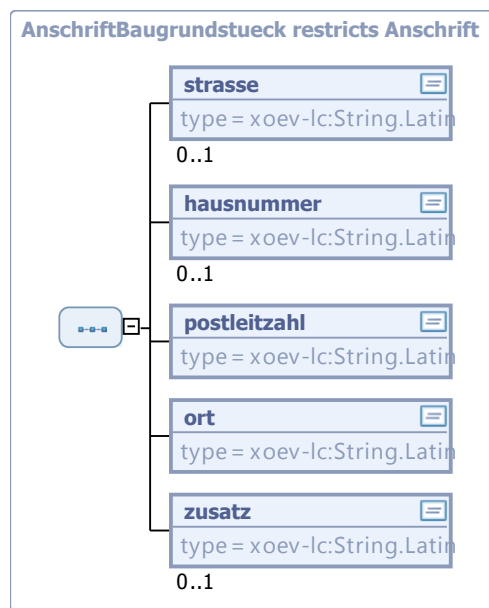 AnschriftBaugrundstueck restricts Anschrift
strasse
type = xoev-lc:String.Latin
0..1
hausnummer
type = xoev-lc:String.Latin
0..1
postleitzahl
type = xoev-lc:String.Latin
ort
type = xoev-lc:String.Latin
zusatz
type = xoev-lc:String.Latin
0..1